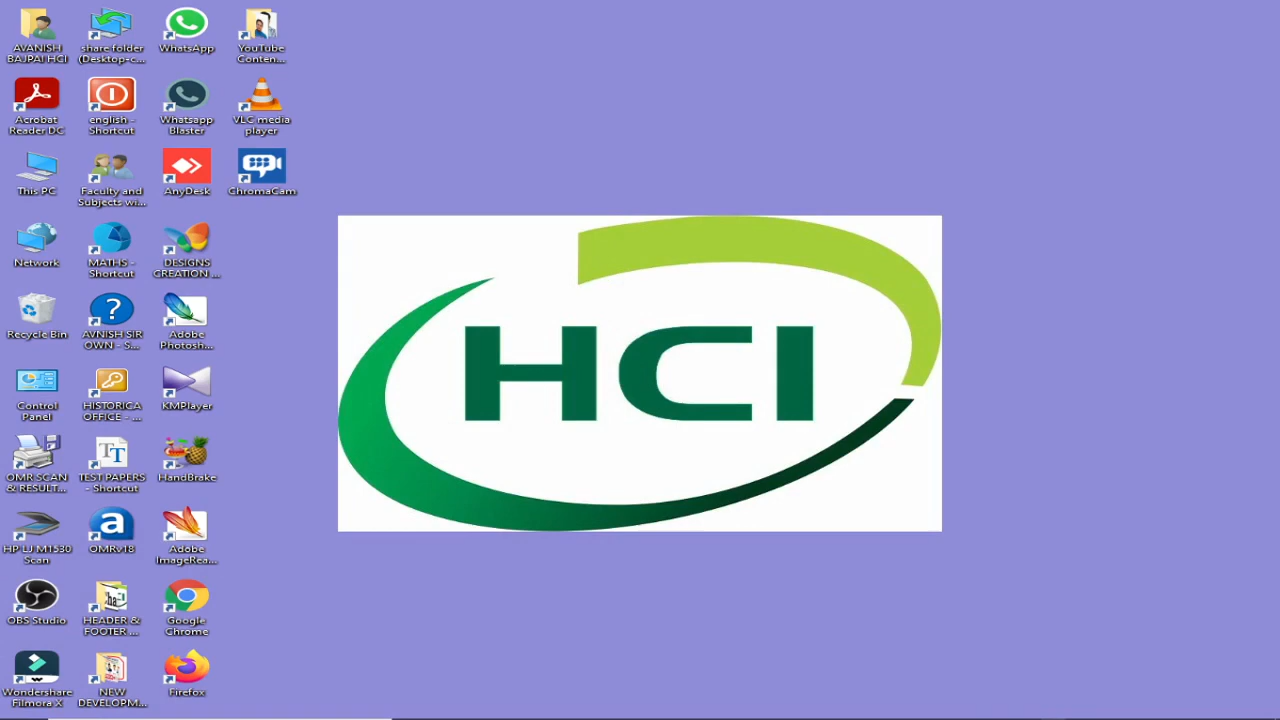 AVANISH
BAJPAI HCI
share folder
(Desktop-c...
WhatsApp
YouTube
Conten...
Acrobat
Reader DC
english -
Shortcut
Whatsapp
Blaster
VLC media
player
This PC
Faculty and
Subjects wi...
AnyDesk
ChromaCam
Network
MATHS -
Shortcut
DESIGNS
CREATION ...
Recycle Bin
AVNISH SIR
OWN - S...
Adobe
Photosh...
Control
Panel
HISTORICA
OFFICE - ...
KMPlayer
OMR SCAN
& RESULT...
TEST PAPERS
- Shortcut
HandBrake
HP LJ M1530
Scan
OMRv18
Adobe
ImageRea...
OBS Studio
HEADER &
FOOTER ...
Google
Chrome
Wondershare
Filmora X
NEW
DEVELOPM...
Firefox
HCI